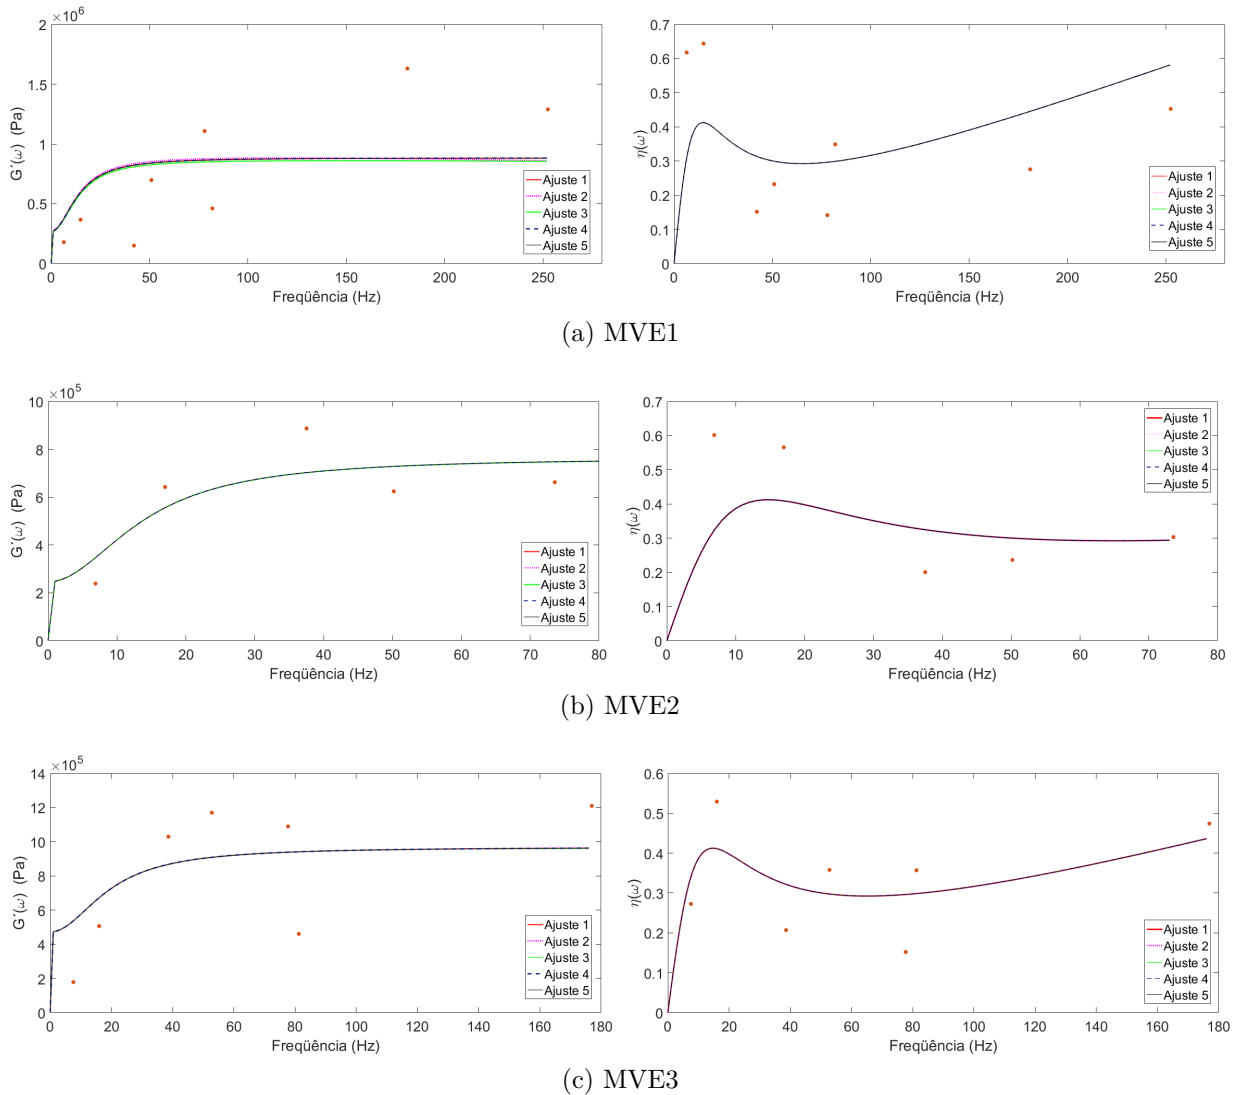 ×10⁶
2
1.5
1
0.5
0
G´(ω) (Pa)
0 50 100 150 200 250
Freqüência (Hz)
Ajuste 1
Ajuste 2
Ajuste 3
Ajuste 4
Ajuste 5
0.7
0.6
0.5
0.4
0.3
0.2
0.1
0
η(ω)
0 50 100 150 200 250
Freqüência (Hz)
Ajuste 1
Ajuste 2
Ajuste 3
Ajuste 4
Ajuste 5
(a) MVE1
×10⁵
10
8
6
4
2
0
G´(ω) (Pa)
0 10 20 30 40 50 60 70 80
Freqüência (Hz)
Ajuste 1
Ajuste 2
Ajuste 3
Ajuste 4
Ajuste 5
0.7
0.6
0.5
0.4
0.3
0.2
0.1
0
η(ω)
0 10 20 30 40 50 60 70 80
Freqüência (Hz)
Ajuste 1
Ajuste 2
Ajuste 3
Ajuste 4
Ajuste 5
(b) MVE2
×10⁵
14
12
10
8
6
4
2
0
G´(ω) (Pa)
0 20 40 60 80 100 120 140 160 180
Freqüência (Hz)
Ajuste 1
Ajuste 2
Ajuste 3
Ajuste 4
Ajuste 5
0.6
0.5
0.4
0.3
0.2
0.1
0
η(ω)
0 20 40 60 80 100 120 140 160 180
Freqüência (Hz)
Ajuste 1
Ajuste 2
Ajuste 3
Ajuste 4
Ajuste 5
(c) MVE3